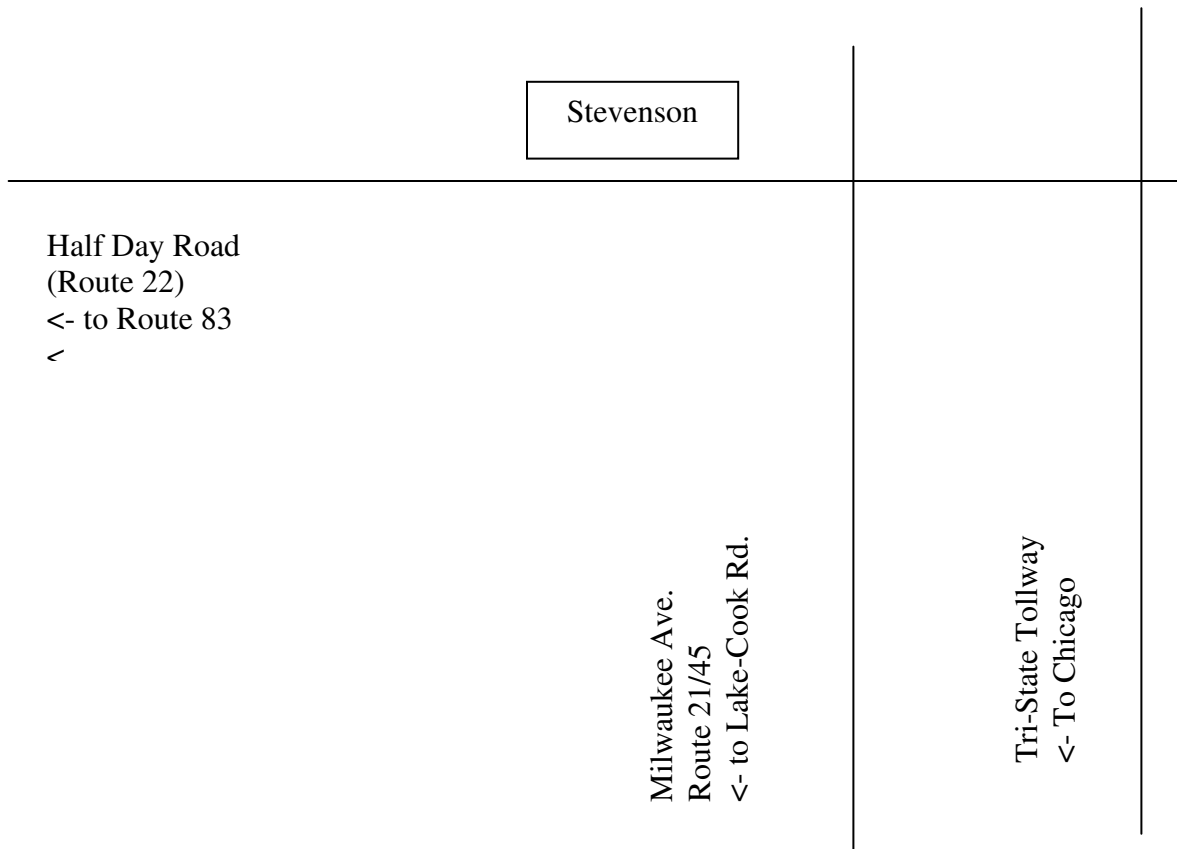 Stevenson
Half Day Road
(Route 22)
<- to Route 83
<
Milwaukee Ave.
Route 21/45
<- to Lake-Cook Rd.
Tri-State Tollway
<- To Chicago